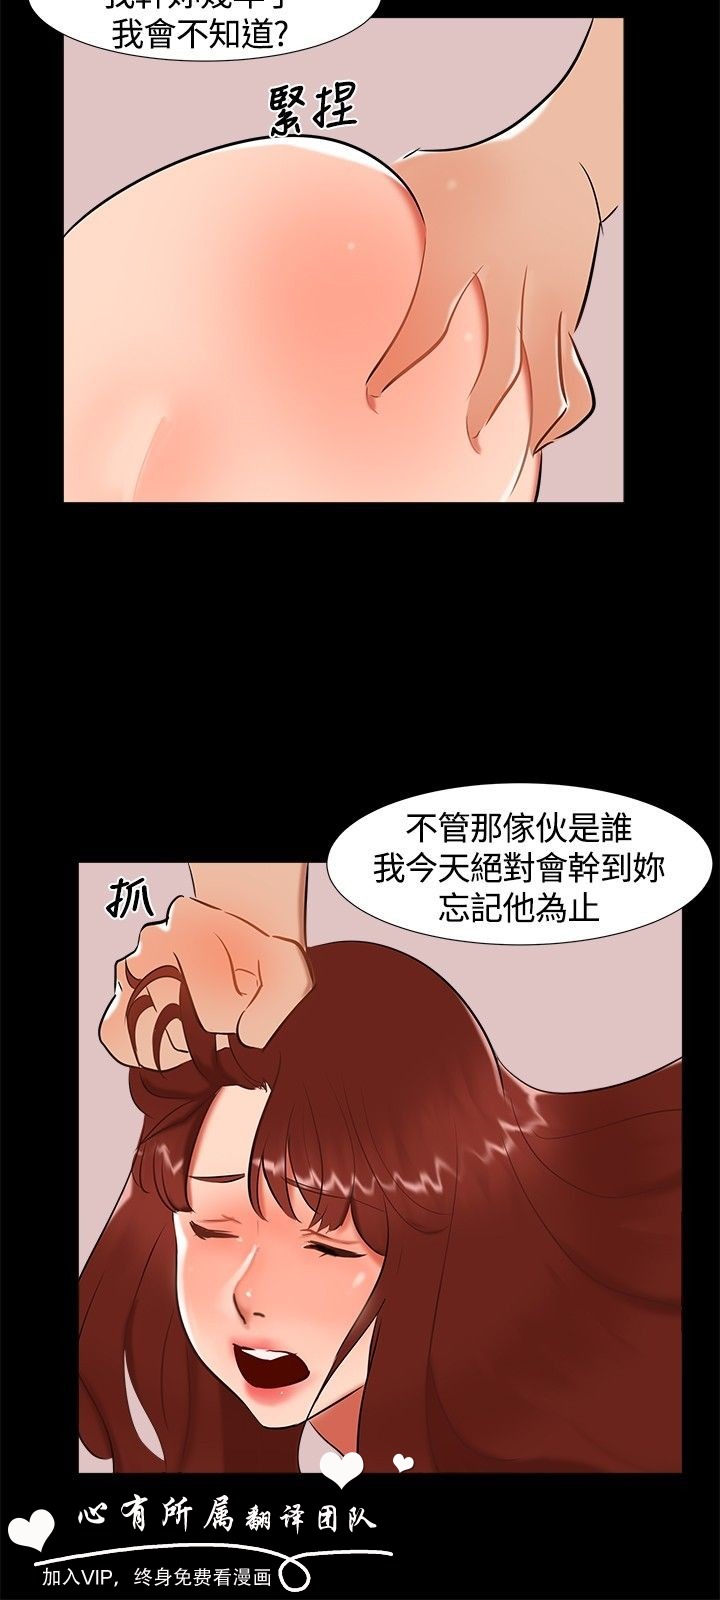 我會不知道?
緊捏
不管那傢伙是誰
我今天絕對會幹到妳
忘記他為止
抓
心有所属翻译团队
加入VIP，终身免费看漫画